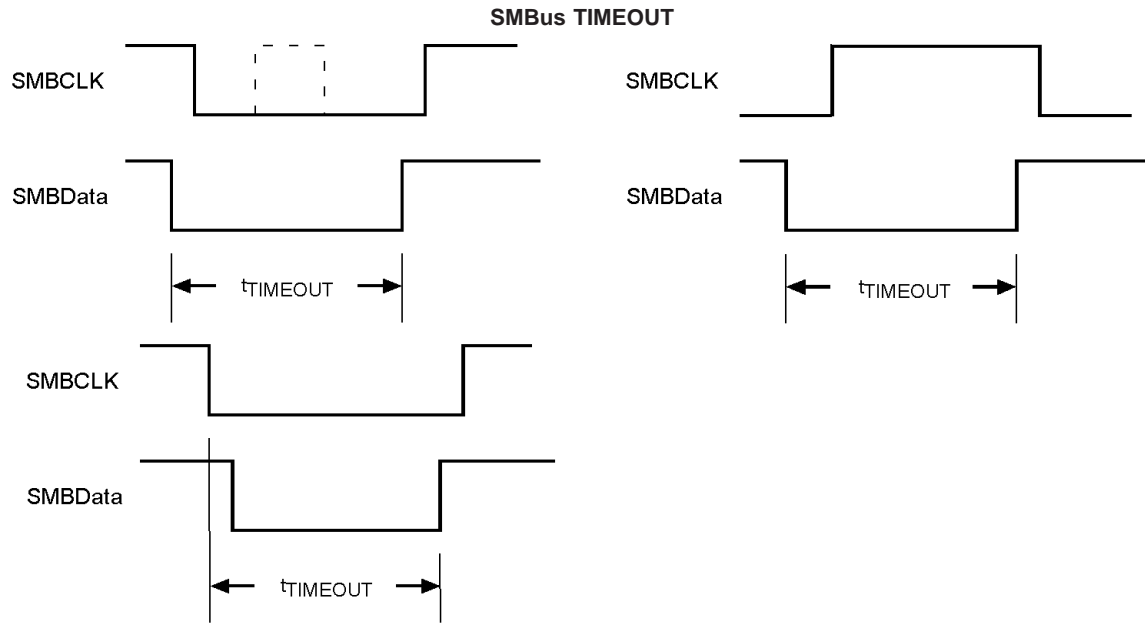 SMBus TIMEOUT
SMBCLK
SMBData
tTIMEOUT
SMBCLK
SMBData
tTIMEOUT
SMBCLK
SMBData
tTIMEOUT